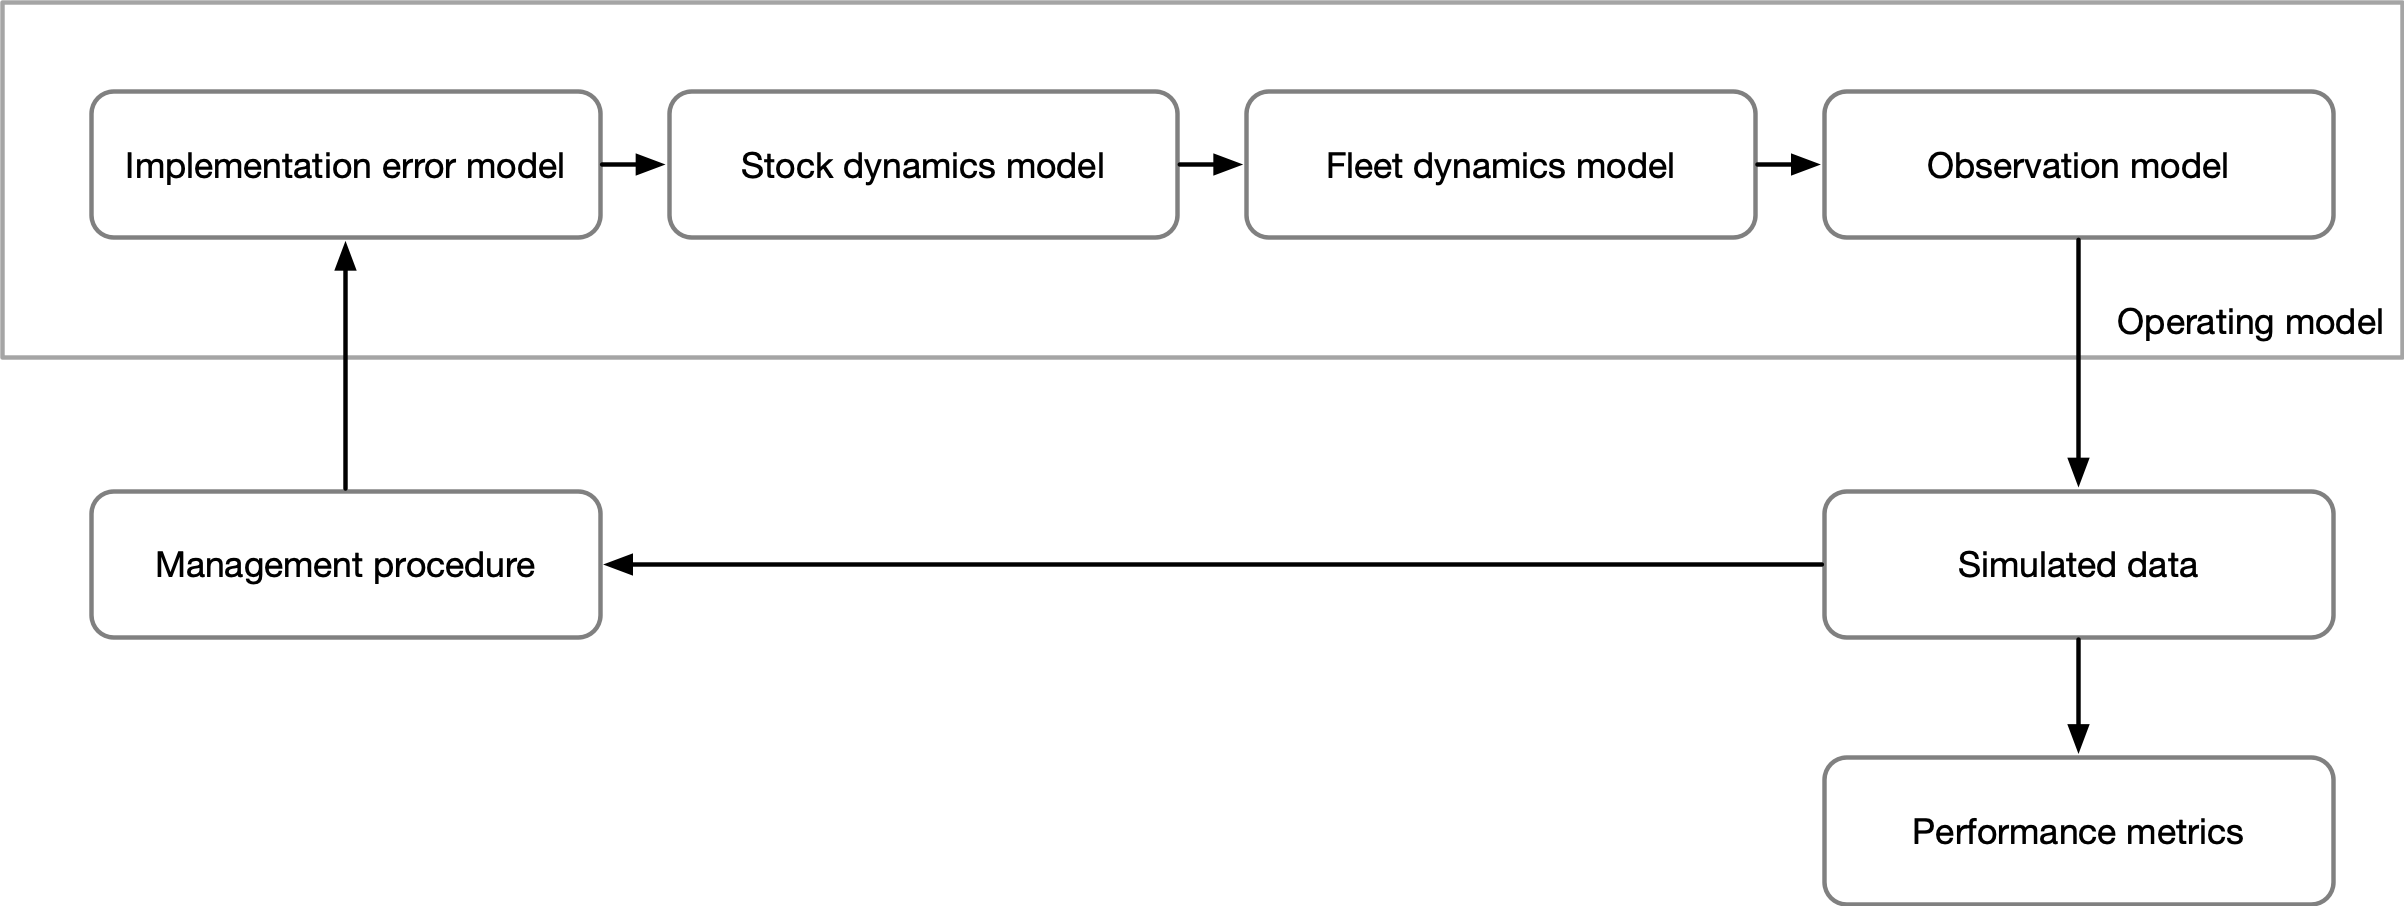 Implementation error model
Stock dynamics model
Fleet dynamics model
Observation model
Operating model
Management procedure
Simulated data
Performance metrics